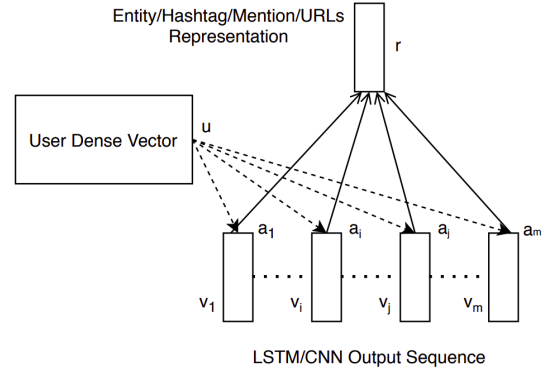 Entity/Hashtag/Mention/URLs
Representation
r
User Dense Vector
u
a1
ai
aj
am
v1
vi
vj
vm
LSTM/CNN Output Sequence